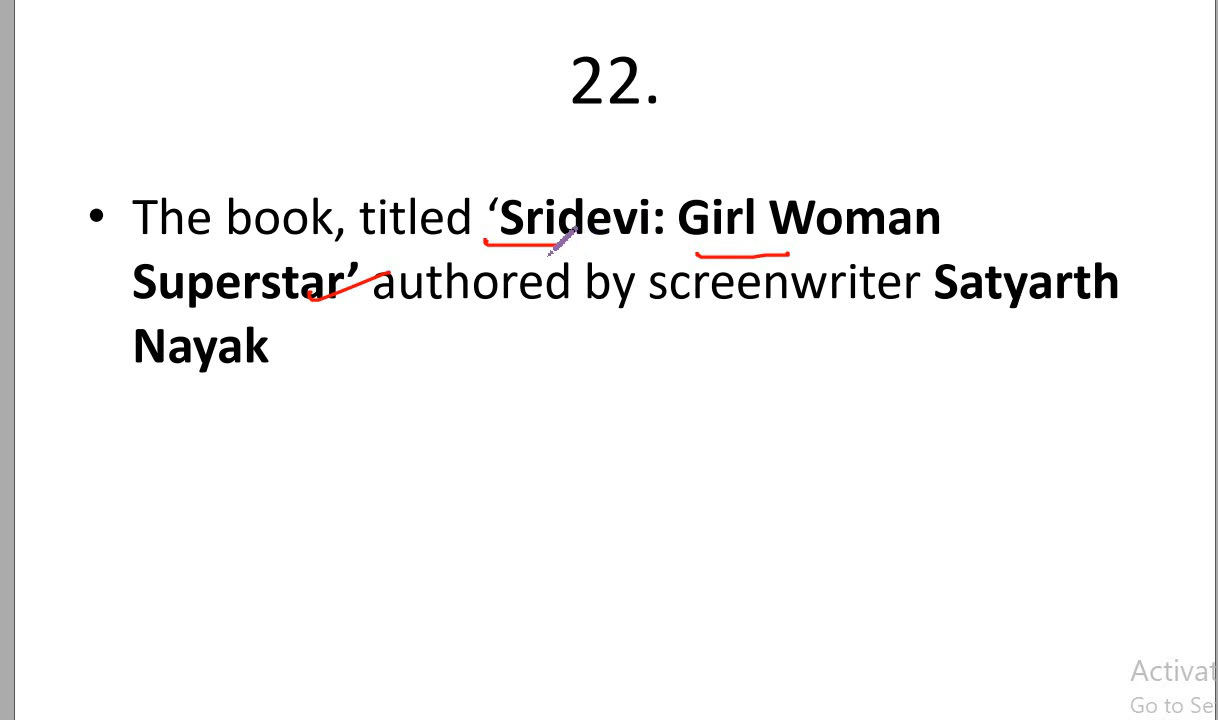 22.
• The book, titled ‘Sridevi: Girl Woman
Superstar’ authored by screenwriter Satyarth
Nayak
Activat
Go to Se